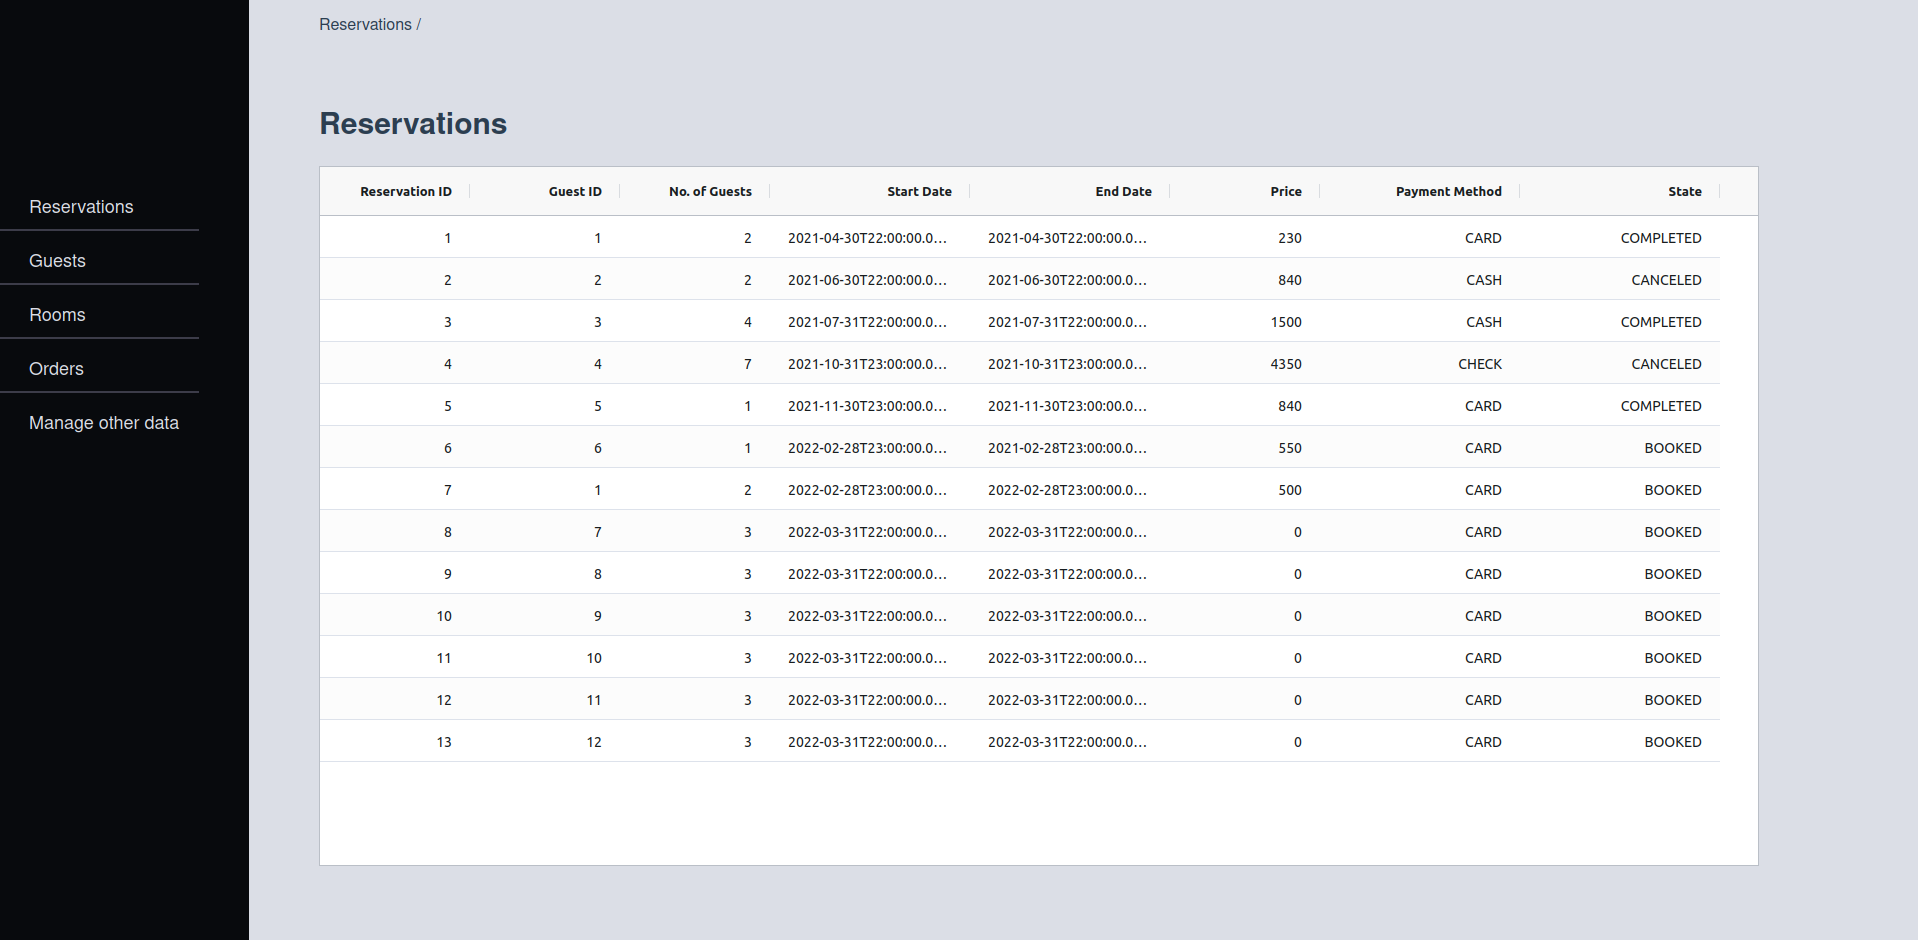 Reservations /
Reservations
Guests
Rooms
Orders
Manage other data
Reservations
Reservation ID Guest ID No. of Guests Start Date End Date Price Payment Method State
1 1 2 2021-04-30T22:00:00.0... 2021-04-30T22:00:00.0... 230 CARD COMPLETED
2 2 2 2021-06-30T22:00:00.0... 2021-06-30T22:00:00.0... 840 CASH CANCELED
3 3 4 2021-07-31T22:00:00.0... 2021-07-31T22:00:00.0... 1500 CASH COMPLETED
4 4 7 2021-10-31T23:00:00.0... 2021-10-31T23:00:00.0... 4350 CHECK CANCELED
5 5 1 2021-11-30T23:00:00.0... 2021-11-30T23:00:00.0... 840 CARD COMPLETED
6 6 1 2022-02-28T23:00:00.0... 2021-02-28T23:00:00.0... 550 CARD BOOKED
7 1 2 2022-02-28T23:00:00.0... 2022-02-28T23:00:00.0... 500 CARD BOOKED
8 7 3 2022-03-31T22:00:00.0... 2022-03-31T22:00:00.0... 0 CARD BOOKED
9 8 3 2022-03-31T22:00:00.0... 2022-03-31T22:00:00.0... 0 CARD BOOKED
10 9 3 2022-03-31T22:00:00.0... 2022-03-31T22:00:00.0... 0 CARD BOOKED
11 10 3 2022-03-31T22:00:00.0... 2022-03-31T22:00:00.0... 0 CARD BOOKED
12 11 3 2022-03-31T22:00:00.0... 2022-03-31T22:00:00.0... 0 CARD BOOKED
13 12 3 2022-03-31T22:00:00.0... 2022-03-31T22:00:00.0... 0 CARD BOOKED